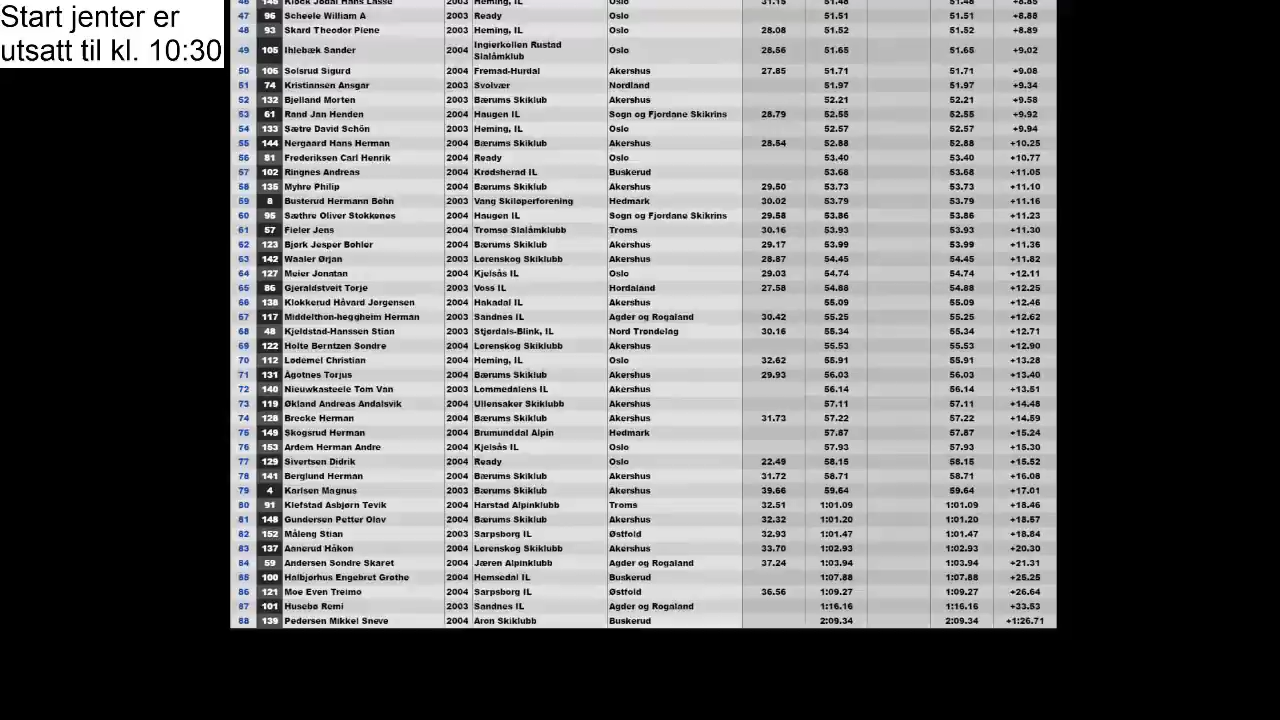 Start jenter er
utsatt til kl. 10:30
46 146 Klock Jobal Hans Lasse 2003 Heming, IL Oslo 31.15 51.48 51.48 +8.85
47 96 Scheele William A 2003 Ready Oslo 51.51 51.51 +8.88
48 93 Skard Theodor Piene 2003 Heming, IL Oslo 28.08 51.52 51.52 +8.89
49 105 Ihlebæk Sander 2004 Ingierkollen Rustad Slalåmklub Oslo 28.56 51.65 51.65 +9.02
50 106 Solsrud Sigurd 2004 Fremad-Hurdal Akershus 27.85 51.71 51.71 +9.08
51 74 Kristiansen Ansgar 2003 Svolvær Nordland 51.97 51.97 +9.34
52 132 Bjelland Morten 2003 Bærums Skiklub Akershus 52.21 52.21 +9.58
53 61 Rand Jan Henden 2004 Haugen IL Sogn og Fjordane Skikrins 28.79 52.55 52.55 +9.92
54 133 Sætre David Schön 2003 Heming, IL Oslo 52.57 52.57 +9.94
55 144 Nergaard Hans Herman 2004 Bærums Skiklub Akershus 28.54 52.88 52.88 +10.25
56 81 Frederiksen Carl Henrik 2004 Ready Oslo 53.40 53.40 +10.77
57 102 Ringnes Andreas 2004 Krødsherad IL Buskerud 53.68 53.68 +11.05
58 135 Myhre Philip 2004 Bærums Skiklub Akershus 29.50 53.73 53.73 +11.10
59 8 Busterud Hermann Bøhn 2003 Vang Skiløperforening Hedmark 30.02 53.79 53.79 +11.16
60 95 Sæthre Oliver Stokkenes 2004 Haugen IL Sogn og Fjordane Skikrins 29.58 53.86 53.86 +11.23
61 57 Fieler Jens 2004 Tromsø Slalåmklubb Troms 30.16 53.93 53.93 +11.30
62 123 Bjørk Jesper Bohler 2004 Bærums Skiklub Akershus 29.17 53.99 53.99 +11.36
63 142 Waaler Ørjan 2003 Lørenskog Skiklubb Akershus 28.87 54.45 54.45 +11.82
64 127 Meier Jonatan 2004 Kjelsås IL Oslo 29.03 54.74 54.74 +12.11
65 86 Gjeraldstveit Torje 2003 Voss IL Hordaland 27.58 54.88 54.88 +12.25
66 138 Klokkerud Håvard Jørgensen 2004 Hakadal IL Akershus 55.09 55.09 +12.46
67 117 Middelthon-heggheim Herman 2003 Sandnes IL Agder og Rogaland 30.42 55.25 55.25 +12.62
68 48 Kjeldstad-Hanssen Stian 2003 Stjørdals-Blink, IL Nord Trøndelag 30.16 55.34 55.34 +12.71
69 122 Holte Berntzen Sondre 2004 Lørenskog Skiklubb Akershus 55.53 55.53 +12.90
70 112 Lødemel Christian 2004 Heming, IL Oslo 32.62 55.91 55.91 +13.28
71 131 Ågotnes Torjus 2004 Bærums Skiklub Akershus 29.93 56.03 56.03 +13.40
72 140 Nieuwkasteele Tom Van 2003 Lommedalens IL Akershus 56.14 56.14 +13.51
73 119 Økland Andreas Andalsvik 2004 Ullensaker Skiklubb Akershus 57.11 57.11 +14.48
74 128 Brecke Herman 2004 Bærums Skiklub Akershus 31.73 57.22 57.22 +14.59
75 149 Skogsrud Herman 2004 Brumunddal Alpin Hedmark 57.87 57.87 +15.24
76 153 Ardem Herman Andre 2004 Kjelsås IL Oslo 57.93 57.93 +15.30
77 129 Sivertsen Didrik 2004 Ready Oslo 22.49 58.15 58.15 +15.52
78 141 Berglund Herman 2004 Bærums Skiklub Akershus 31.72 58.71 58.71 +16.08
79 4 Karlsen Magnus 2003 Bærums Skiklub Akershus 39.66 59.64 59.64 +17.01
80 91 Klefstad Asbjørn Tevik 2004 Harstad Alpinklubb Troms 32.51 1:01.09 1:01.09 +18.46
81 148 Gundersen Petter Olav 2004 Bærums Skiklub Akershus 32.32 1:01.20 1:01.20 +18.57
82 152 Måleng Stian 2003 Sarpsborg IL Østfold 32.93 1:01.47 1:01.47 +18.84
83 137 Annerud Håkon 2004 Lørenskog Skiklubb Akershus 33.70 1:02.93 1:02.93 +20.30
84 59 Andersen Sondre Skaret 2004 Jæren Alpinklubb Agder og Rogaland 37.24 1:03.94 1:03.94 +21.31
85 100 Halbjørhus Engebret Grøthe 2004 Hemsedal IL Buskerud 1:07.88 1:07.88 +25.25
86 121 Moe Even Treimo 2004 Sarpsborg IL Østfold 36.56 1:09.27 1:09.27 +26.64
87 101 Husebø Remi 2003 Sandnes IL Agder og Rogaland 1:16.16 1:16.16 +33.53
88 139 Pedersen Mikkel Sneve 2004 Aron Skiklubb Buskerud 2:09.34 2:09.34 +1:26.71